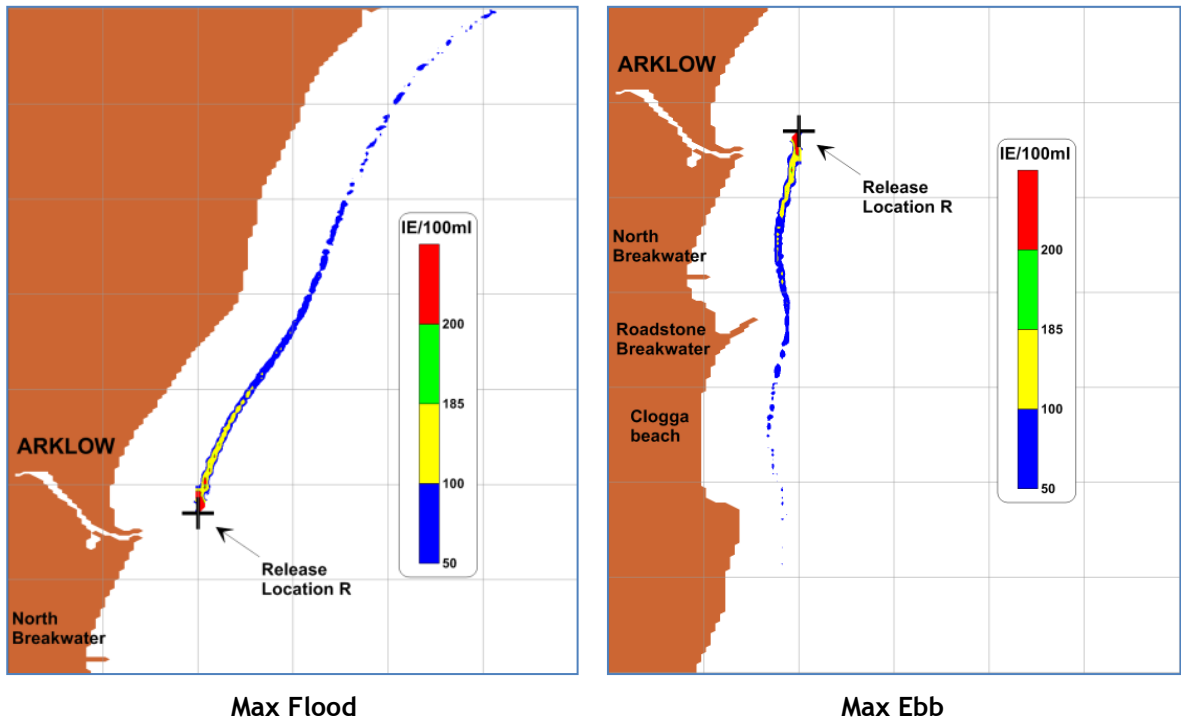 IE/100ml
200
185
100
50
ARKLOW
Release
Location R
North
Breakwater
Max Flood
ARKLOW
IE/100ml
200
185
100
50
Release
Location R
North
Breakwater
Roadstone
Breakwater
Clogga
beach
Max Ebb